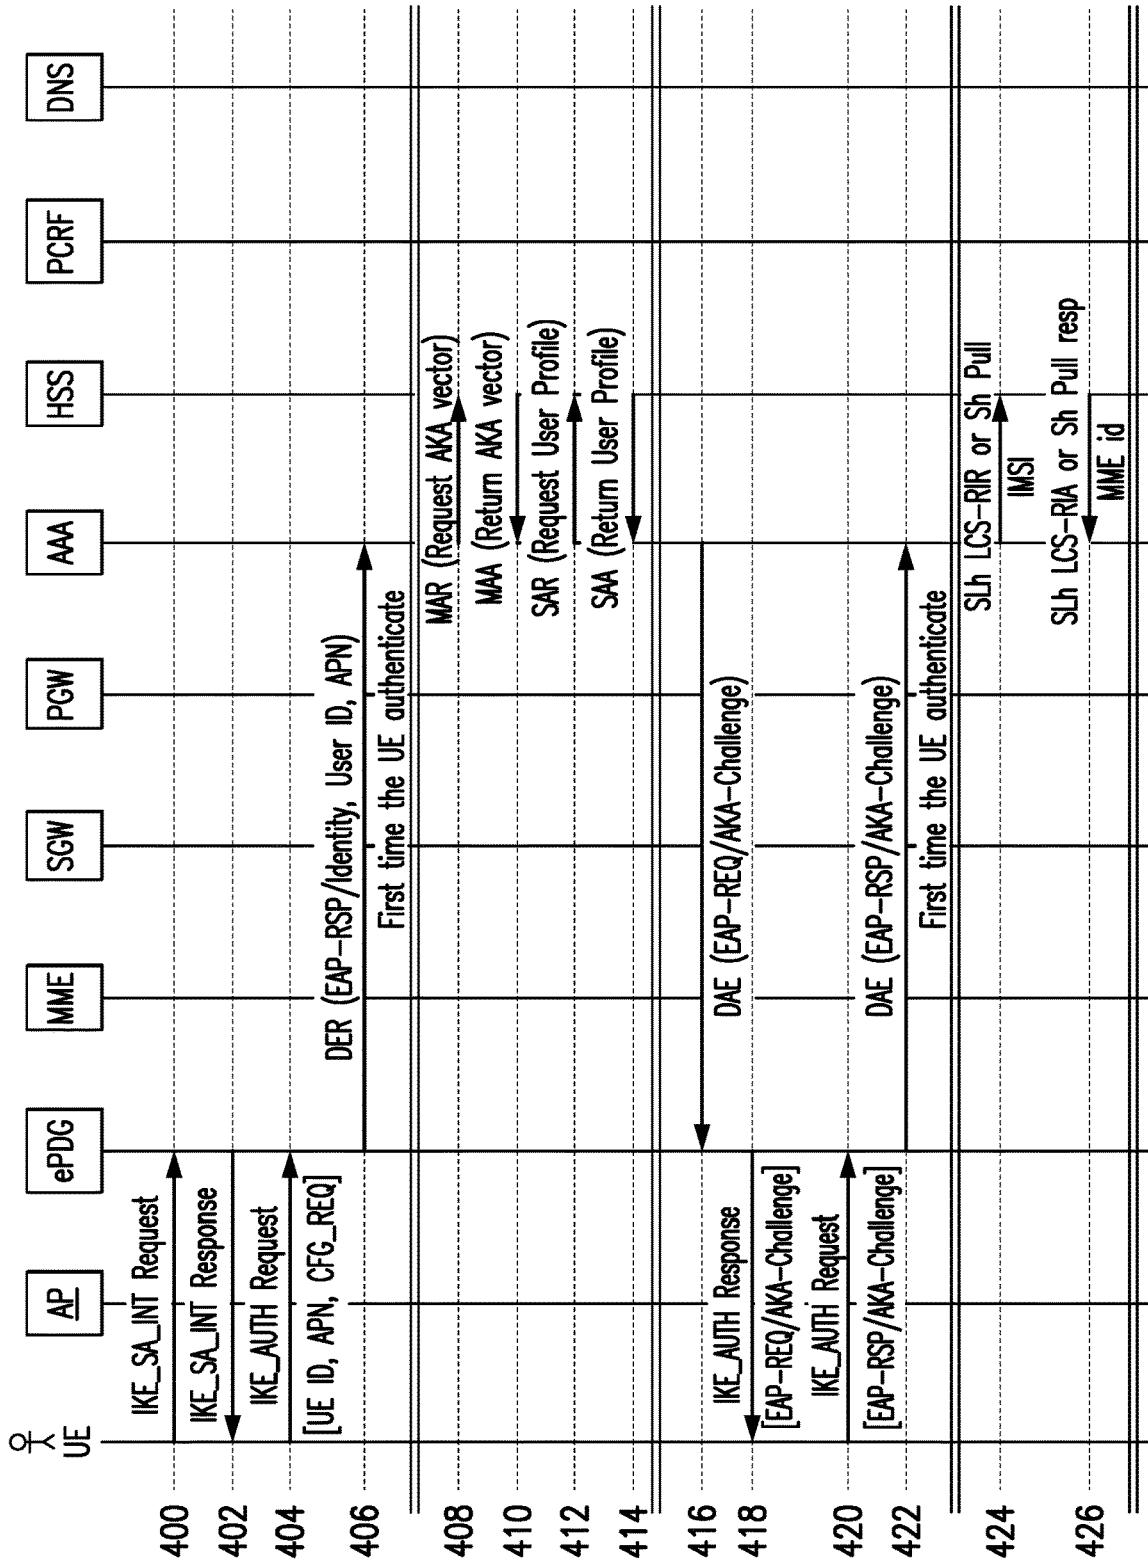 UE
AP
ePDG
MME
SGW
PGW
AAA
HSS
PCRF
DNS
400
IKE_SA_INT Request
402
IKE_SA_INT Response
404
IKE_AUTH Request
[UE ID, APN, CFG_REQ]
406
DER (EAP-RSP/Identity, User ID, APN)
First time the UE authenticate
408
MAR (Request AKA vector)
410
MAA (Return AKA vector)
412
SAR (Request User Profile)
414
SAA (Return User Profile)
416
DAE (EAP-REQ/AKA-Challenge)
418
IKE_AUTH Response
[EAP-REQ/AKA-Challenge]
420
IKE_AUTH Request
[EAP-RSP/AKA-Challenge]
422
DAE (EAP-RSP/AKA-Challenge)
First time the UE authenticate
424
SLh LCS-RIR or Sh Pull
IMSI
426
SLh LCS-RIA or Sh Pull resp
MME id